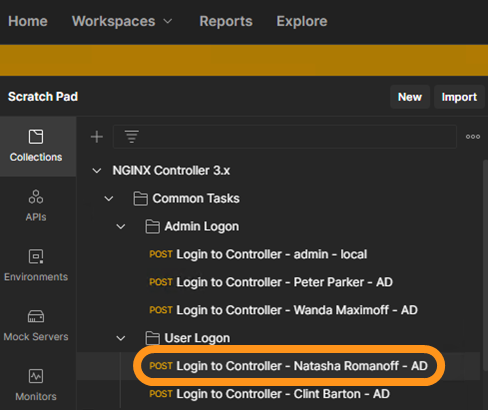 Home Workspaces Reports Explore
Scratch Pad New Import
Collections
NGINX Controller 3.x
Common Tasks
APIs
Admin Logon
POST Login to Controller - admin - local
Environments
POST Login to Controller - Peter Parker - AD
POST Login to Controller - Wanda Maximoff - AD
Mock Servers
User Logon
POST Login to Controller - Natasha Romanoff - AD
Monitors
POST Login to Controller - Clint Barton - AD